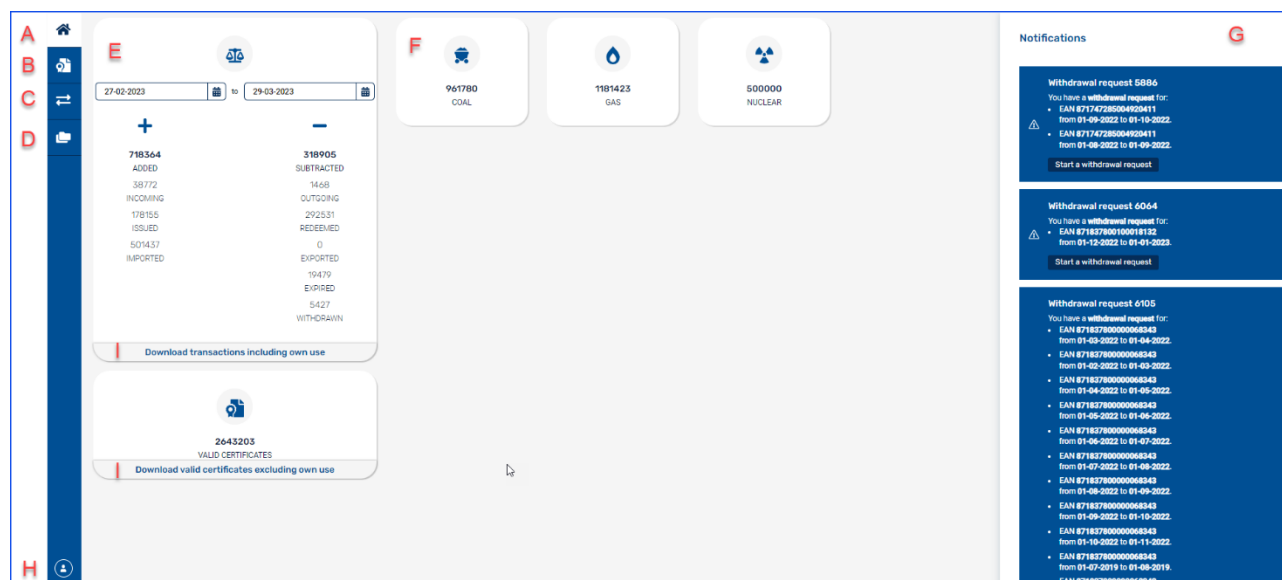 A
B
C
D
H
E
27-02-2023 to 29-03-2023
718364
ADDED
38772
INCOMING
178155
ISSUED
501437
IMPORTED
318905
SUBTRACTED
1468
OUTGOING
292531
REDEEMED
0
EXPORTED
19479
EXPIRED
5427
WITHDRAWN
I Download transactions including own use
2643203
VALID CERTIFICATES
I Download valid certificates excluding own use
F
961780
COAL
1181423
GAS
500000
NUCLEAR
Notifications G
Withdrawal request 5886
You have a withdrawal request for:
• EAN 871747285004920411
from 01-09-2022 to 01-10-2022.
• EAN 871747285004920411
from 01-08-2022 to 01-09-2022.
Start a withdrawal request
Withdrawal request 6064
You have a withdrawal request for:
• EAN 871837800100018132
from 01-12-2022 to 01-01-2023.
Start a withdrawal request
Withdrawal request 6105
You have a withdrawal request for:
• EAN 871837800000068343
from 01-03-2022 to 01-04-2022.
• EAN 871837800000068343
from 01-02-2022 to 01-03-2022.
• EAN 871837800000068343
from 01-04-2022 to 01-05-2022.
• EAN 871837800000068343
from 01-05-2022 to 01-06-2022.
• EAN 871837800000068343
from 01-06-2022 to 01-07-2022.
• EAN 871837800000068343
from 01-07-2022 to 01-08-2022.
• EAN 871837800000068343
from 01-08-2022 to 01-09-2022.
• EAN 871837800000068343
from 01-09-2022 to 01-10-2022.
• EAN 871837800000068343
from 01-10-2022 to 01-11-2022.
• EAN 871837800000068343
from 01-07-2019 to 01-08-2019.